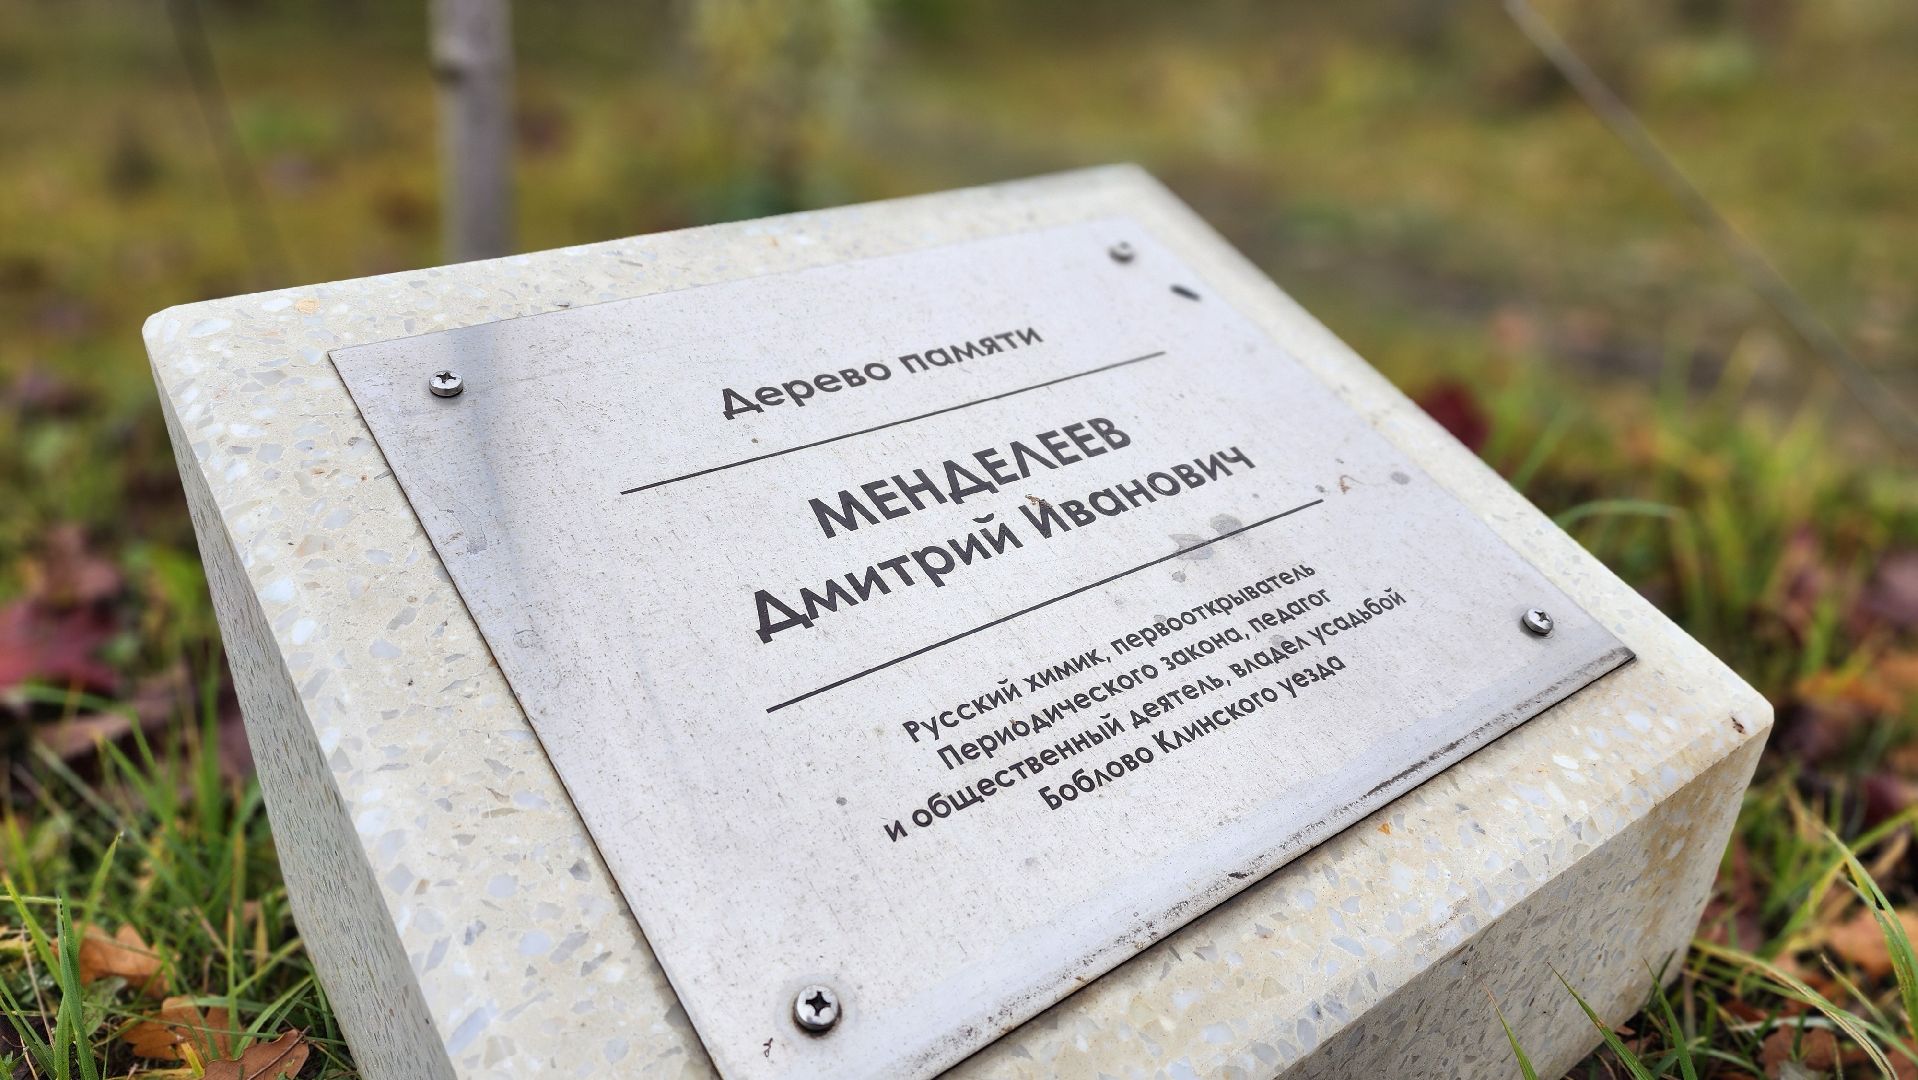 Дерево памяти
МЕНДЕЛЕЕВ
Дмитрий Иванович
Русский химик, первооткрыватель
Периодического закона, педагог
и общественный деятель, владел усадьбой
Боблово Клинского уезда